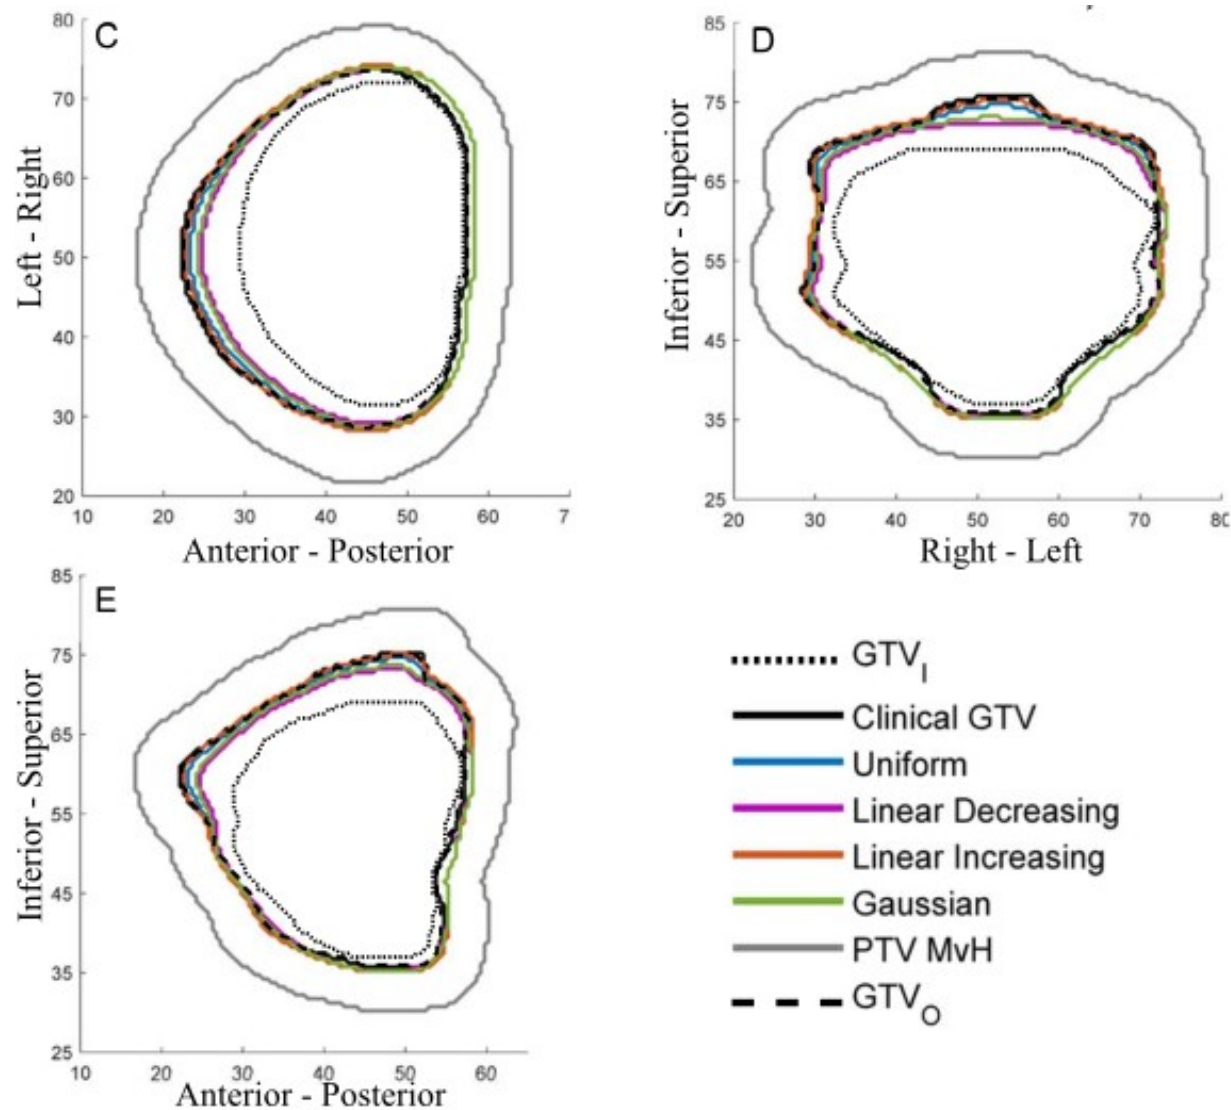 C
80
70
60
50
40
30
20
10
20
30
40
50
60
7
Left - Right
Anterior - Posterior
D
85
75
65
55
45
35
25
20
30
40
50
60
70
80
Inferior - Superior
Right - Left
E
85
75
65
55
45
35
25
10
20
30
40
50
60
Inferior - Superior
Anterior - Posterior
GTV_I
Clinical GTV
Uniform
Linear Decreasing
Linear Increasing
Gaussian
PTV MvH
GTV_O